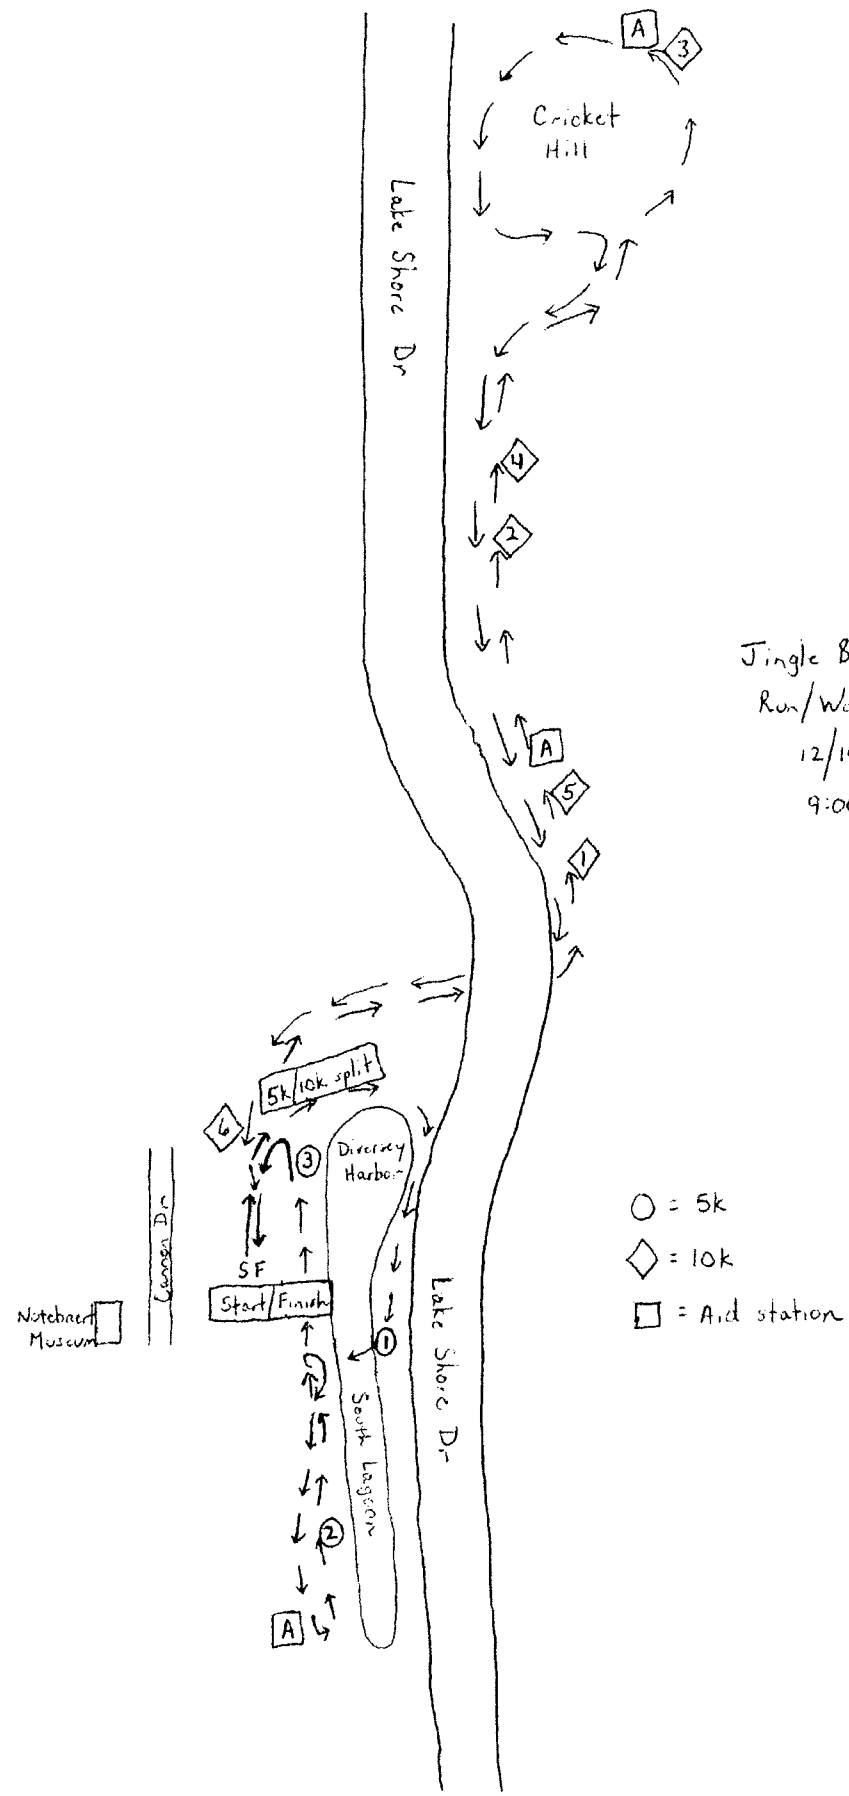 A
3
Cricket
Hill
Lake Shore Dr
4
2
Jingle B
Run/Wa
12/1
9:00
A
5
1
5k/10k split
6
3
Diversey
Harbor
Cannon Dr
SF
Start/Finish
Notebaert
Museum
1
Lake Shore Dr
South Lagoon
2
A
○ = 5k
◇ = 10k
□ = Aid station